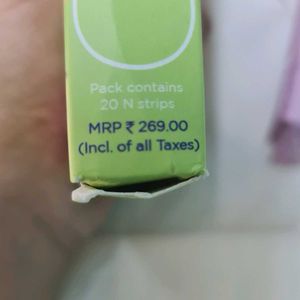 Pack contains
20 N strips
MRP ₹ 269.00
(Incl. of all Taxes)